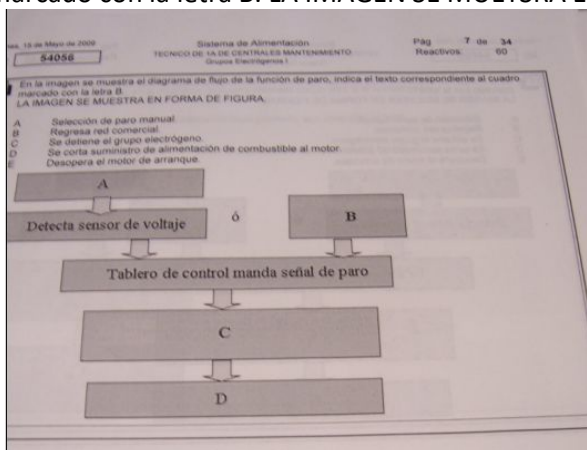 marcado con la letra B. LA IMAGEN SE MUESTRA E
15 de Mayo de 2006
54056
Sistema de Alimentación
TECNICO DE 1A DE CENTRALES MANTENIMIENTO
Grupos Electrógenos I
Pag 7 de 34
Reactivos: 60
En la imagen se muestra el diagrama de flujo de la función de paro, indica el texto correspondiente al cuadro
marcado con la letra B.
LA IMAGEN SE MUESTRA EN FORMA DE FIGURA.
A Selección de paro manual.
B Regresa red comercial.
C Se detiene el grupo electrógeno.
D Se corta suministro de alimentación de combustible al motor.
E Desopera el motor de arranque.
A
Detecta sensor de voltaje ó B
Tablero de control manda señal de paro
C
D